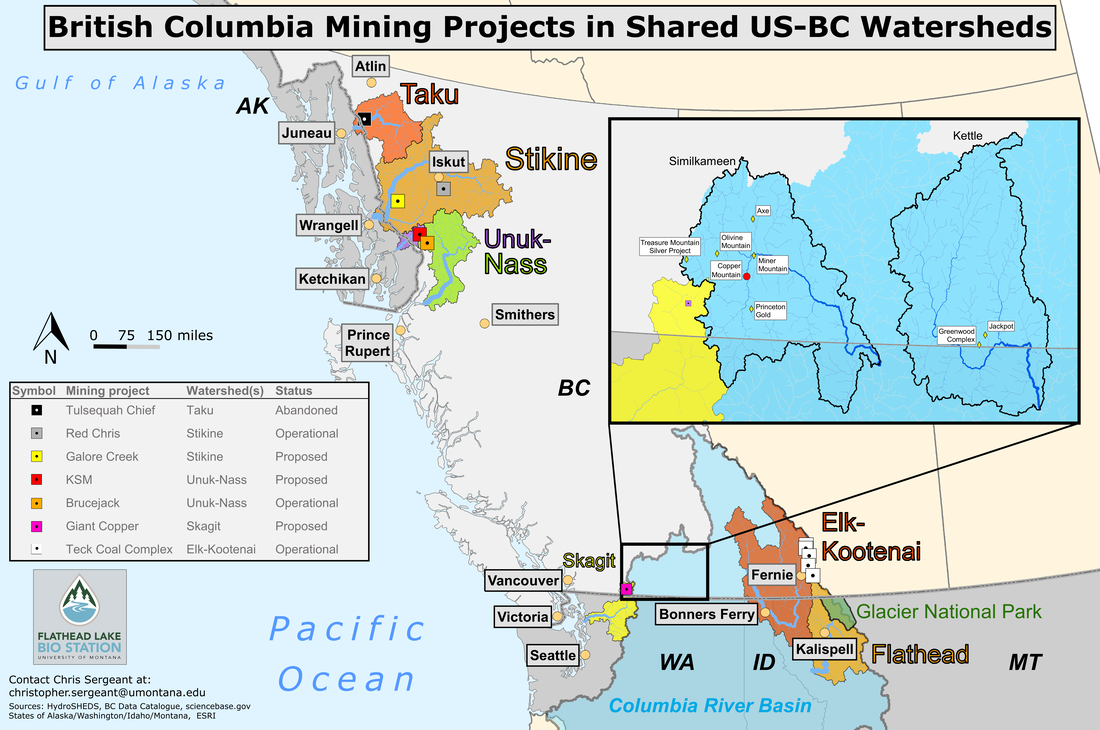 British Columbia Mining Projects in Shared US-BC Watersheds
Gulf of Alaska
Atlin
AK
Taku
Juneau
Iskut
Stikine
Wrangell
Unuk-
Nass
Ketchikan
Smithers
Prince
Rupert
N
0 75 150 miles
BC
Similkameen
Kettle
Axe
Treasure Mountain
Silver Project
Olivine
Mountain
Copper
Mountain
Miner
Mountain
Princeton
Gold
Greenwood
Complex
Jackpot
Symbol Mining project Watershed(s) Status
Tulsequah Chief Taku Abandoned
Red Chris Stikine Operational
Galore Creek Stikine Proposed
KSM Unuk-Nass Proposed
Brucejack Unuk-Nass Operational
Giant Copper Skagit Proposed
Teck Coal Complex Elk-Kootenai Operational
Elk-
Kootenai
Skagit
Vancouver
Fernie
Victoria
Bonners Ferry
Glacier National Park
Seattle
Kalispell
Flathead
WA
ID
MT
Columbia River Basin
Pacific
Ocean
FLATHEAD LAKE
BIO STATION
UNIVERSITY OF MONTANA
Contact Chris Sergeant at:
christopher.sergeant@umontana.edu
Sources: HydroSHEDS, BC Data Catalogue, sciencebase.gov
States of Alaska/Washington/Idaho/Montana, ESRI